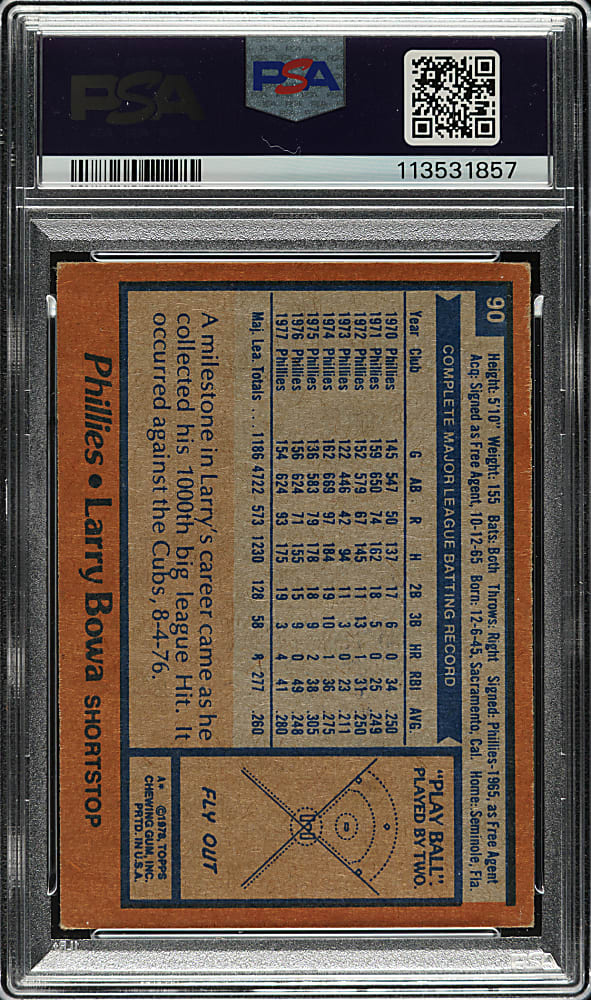 PSA
PSA
113531857
90
Height: 5'10" Weight: 155 Bats: Both Throws: Right Signed: Phillies-1965, as Free Agent
Acq: Signed as Free Agent, 10-12-65 Born: 12-6-45, Sacramento, Cal. Home: Seminole, Fla.
COMPLETE MAJOR LEAGUE BATTING RECORD
Year Club G AB R H 2B 3B HR RBI AVG.
1970 Phillies 145 547 50 137 17 6 0 34 .250
1971 Phillies 159 650 74 162 18 5 0 25 .249
1972 Phillies 152 579 67 145 11 13 1 31 .250
1973 Phillies 122 446 42 94 11 3 0 23 .211
1974 Phillies 162 669 97 184 19 10 1 36 .275
1975 Phillies 136 583 79 178 18 9 2 38 .305
1976 Phillies 156 624 71 155 15 9 0 49 .248
1977 Phillies 154 624 93 175 19 3 4 41 .280
Maj. Lea. Totals ... 1186 4722 573 1230 128 58 8 277 .260
A milestone in Larry's career came as he
collected his 1000th big league Hit. It
occurred against the Cubs, 8-4-76.
"PLAY BALL".
PLAYED BY TWO.
FLY OUT
A* ©1978, TOPPS
CHEWING GUM, INC.
PRTD. IN U.S.A.
Phillies • Larry Bowa SHORTSTOP